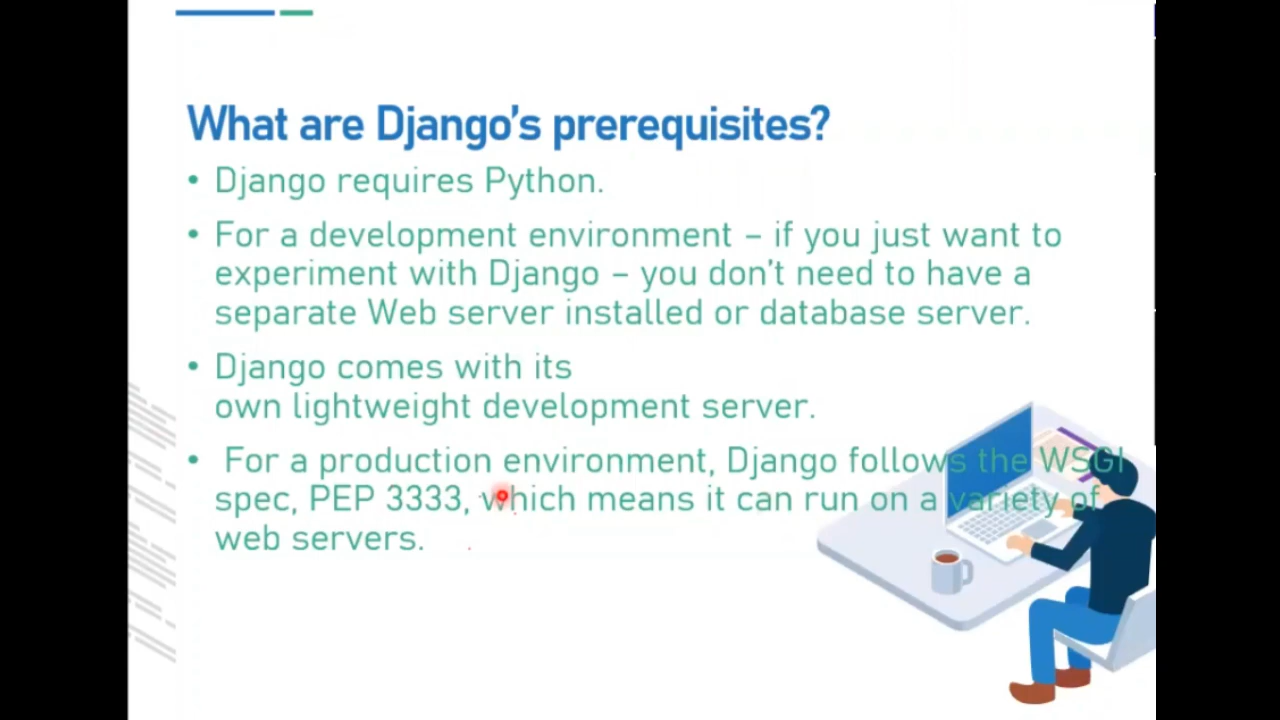 What are Django's prerequisites?
• Django requires Python.
• For a development environment – if you just want to
experiment with Django – you don't need to have a
separate Web server installed or database server.
• Django comes with its
own lightweight development server.
• For a production environment, Django follows the WSGI
spec, PEP 3333, which means it can run on a variety of
web servers.